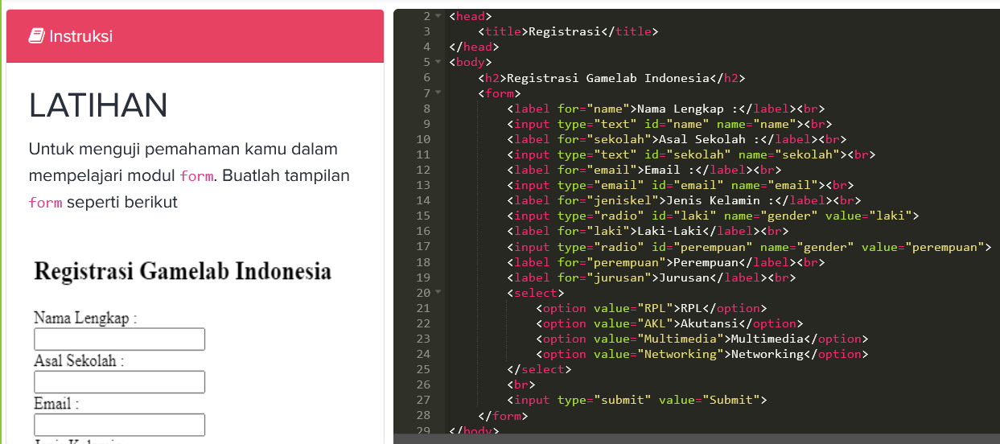 Instruksi
LATIHAN
Untuk menguji pemahaman kamu dalam
mempelajari modul form. Buatlah tampilan
form seperti berikut
Registrasi Gamelab Indonesia
Nama Lengkap :
Asal Sekolah :
Email :
2 <head>
3 <title>Registrasi</title>
4 </head>
5 <body>
6 <h2>Registrasi Gamelab Indonesia</h2>
7 <form>
8 <label for="name">Nama Lengkap :</label><br>
9 <input type="text" id="name" name="name"><br>
10 <label for="sekolah">Asal Sekolah :</label><br>
11 <input type="text" id="sekolah" name="sekolah"><br>
12 <label for="email">Email :</label><br>
13 <input type="email" id="email" name="email"><br>
14 <label for="jeniskel">Jenis Kelamin :</label><br>
15 <input type="radio" id="laki" name="gender" value="laki">
16 <label for="laki">Laki-Laki</label><br>
17 <input type="radio" id="perempuan" name="gender" value="perempuan">
18 <label for="perempuan">Perempuan</label><br>
19 <label for="jurusan">Jurusan</label><br>
20 <select>
21 <option value="RPL">RPL</option>
22 <option value="AKL">Akutansi</option>
23 <option value="Multimedia">Multimedia</option>
24 <option value="Networking">Networking</option>
25 </select>
26 <br>
27 <input type="submit" value="Submit">
28 </form>
29 </body>